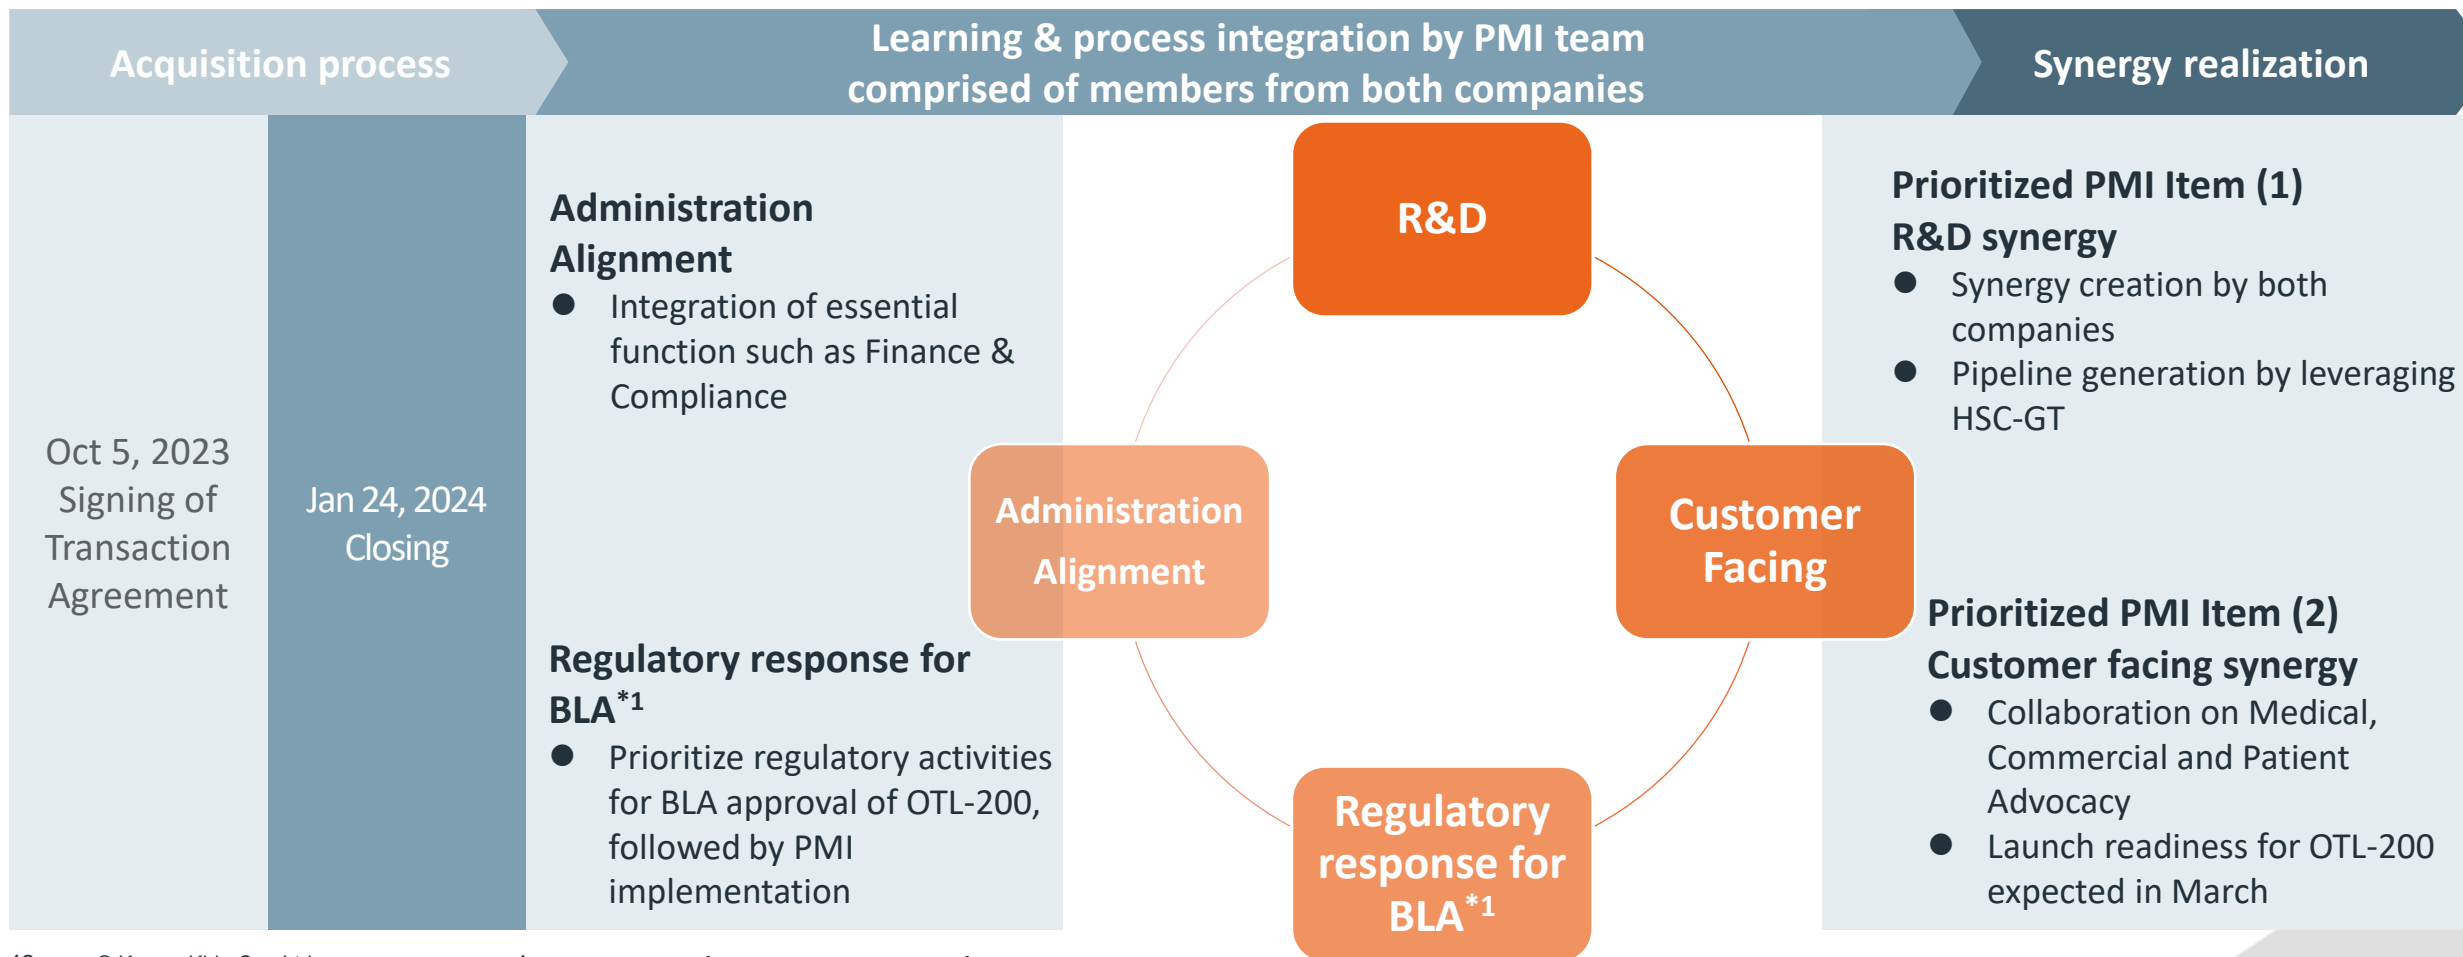 Acquisition process
Learning & process integration by PMI team
comprised of members from both companies
Synergy realization
Oct 5, 2023
Signing of
Transaction
Agreement
Jan 24, 2024
Closing
Administration
Alignment
● Integration of essential
function such as Finance &
Compliance
Regulatory response for
BLA*1
● Prioritize regulatory activities
for BLA approval of OTL-200,
followed by PMI
implementation
R&D
Administration
Alignment
Customer
Facing
Regulatory
response for
BLA*1
Prioritized PMI Item (1)
R&D synergy
● Synergy creation by both
companies
● Pipeline generation by leveraging
HSC-GT
Prioritized PMI Item (2)
Customer facing synergy
● Collaboration on Medical,
Commercial and Patient
Advocacy
● Launch readiness for OTL-200
expected in March